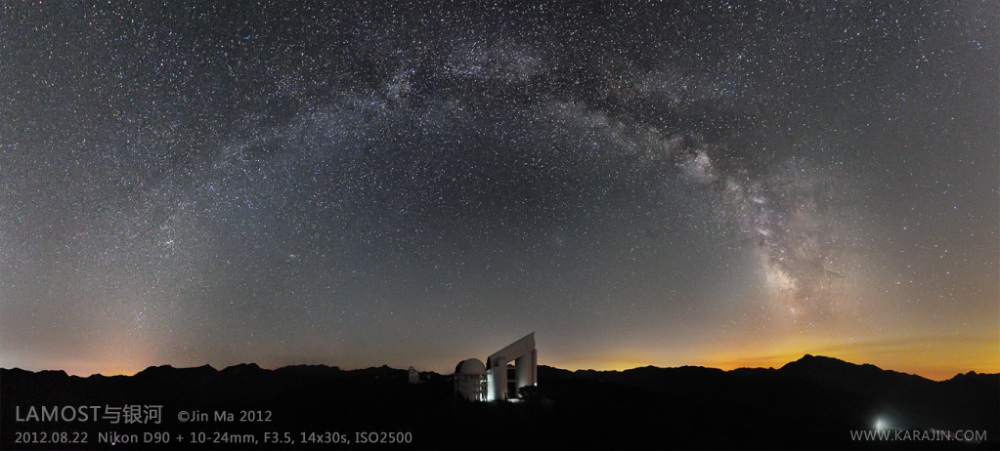 LAMOST与银河 ©Jin Ma 2012
2012.08.22 Nikon D90 + 10-24mm, F3.5, 14x30s, ISO2500
WWW.KARAJIN.COM